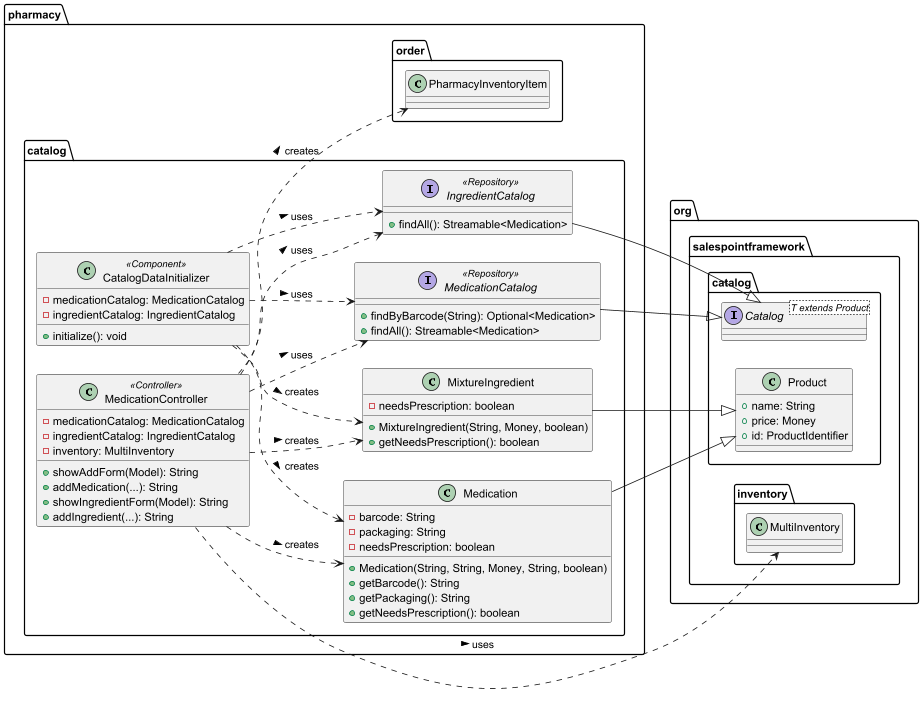 pharmacy
order
C PharmacyInventoryItem
creates
catalog
«Repository»
I IngredientCatalog
findAll(): Streamable<Medication>
uses
uses
«Component»
C CatalogDataInitializer
medicationCatalog: MedicationCatalog
ingredientCatalog: IngredientCatalog
initialize(): void
uses
«Repository»
I MedicationCatalog
findByBarcode(String): Optional<Medication>
findAll(): Streamable<Medication>
uses
«Controller»
C MedicationController
medicationCatalog: MedicationCatalog
ingredientCatalog: IngredientCatalog
inventory: MultiInventory
showAddForm(Model): String
addMedication(...): String
showIngredientForm(Model): String
addIngredient(...): String
creates
creates
creates
creates
C MixtureIngredient
needsPrescription: boolean
MixtureIngredient(String, Money, boolean)
getNeedsPrescription(): boolean
C Medication
barcode: String
packaging: String
needsPrescription: boolean
Medication(String, String, Money, String, boolean)
getBarcode(): String
getPackaging(): String
getNeedsPrescription(): boolean
uses
org
salespointframework
catalog
I Catalog
T extends Product
C Product
name: String
price: Money
id: ProductIdentifier
inventory
C MultiInventory